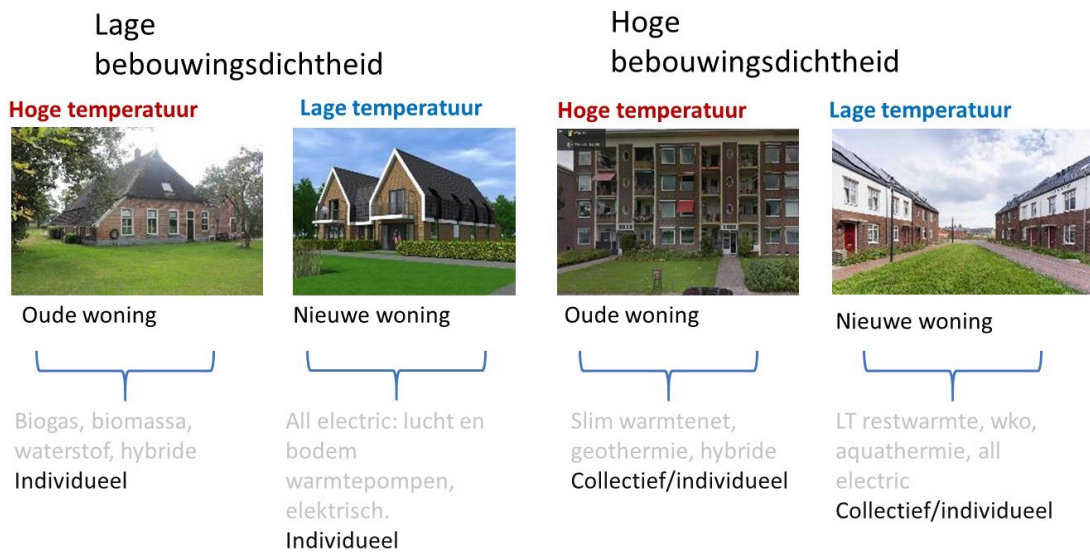 Lage
bebouwingsdichtheid
Hoge
bebouwingsdichtheid
Hoge temperatuur
Lage temperatuur
Hoge temperatuur
Lage temperatuur
Oude woning
Nieuwe woning
Oude woning
Nieuwe woning
Biogas, biomassa,
waterstof, hybride
Individueel
All electric: lucht en
bodem
warmtepompen,
elektrisch.
Individueel
Slim warmtenet,
geothermie, hybride
Collectief/individueel
LT restwarmte, wko,
aquathermie, all
electric
Collectief/individueel